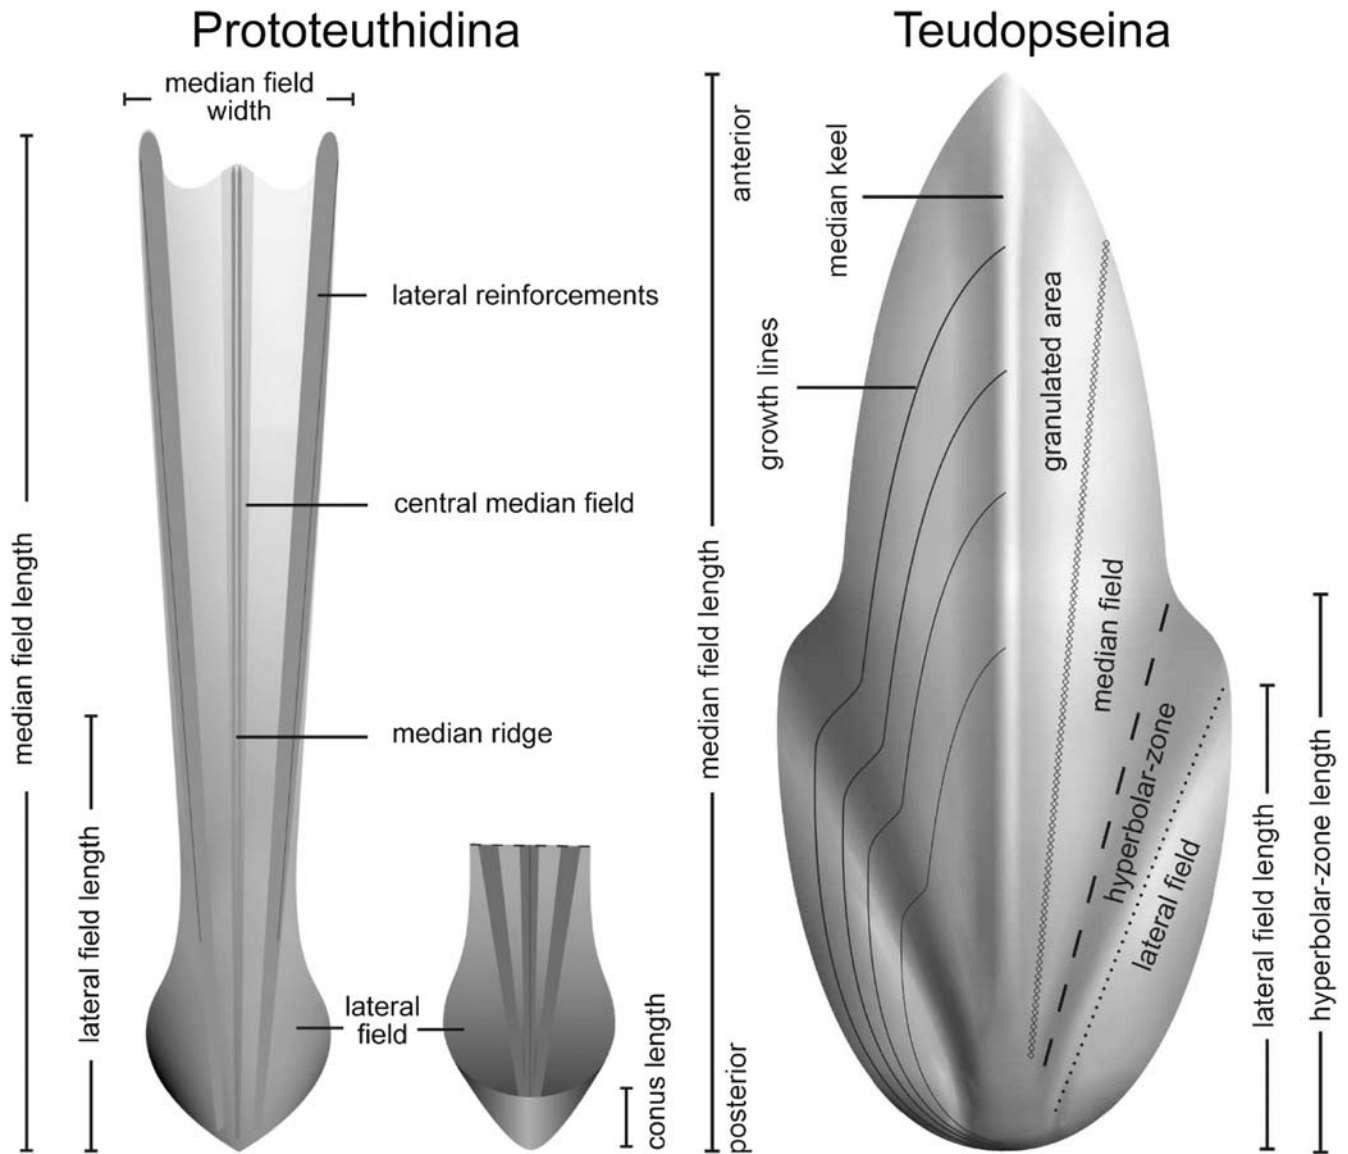 Prototeuthidina
median field
width
median field length
lateral field length
lateral reinforcements
central median field
median ridge
lateral
field
conus length
Teudopseina
median field length
anterior
posterior
median keel
growth lines
granulated area
median field
hyperbolar-zone
lateral field
lateral field length
hyperbolar-zone length